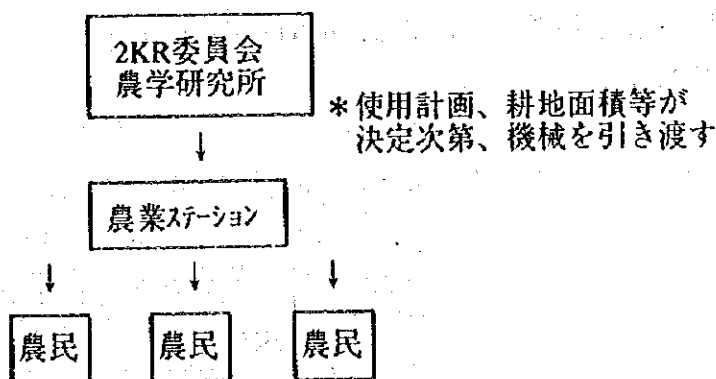 2KR委員会
農学研究所
*使用計画、耕地面積等が
決定次第、機械を引き渡す
↓
農業ステーション
↓ ↓ ↓
農民 農民 農民